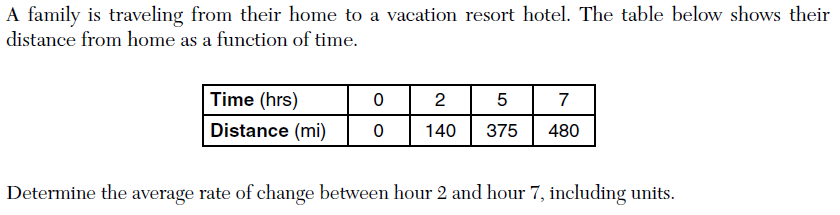 A family is traveling from their home to a vacation resort hotel. The table below shows their
distance from home as a function of time.
Time (hrs) 0 2 5 7
Distance (mi) 0 140 375 480
Determine the average rate of change between hour 2 and hour 7, including units.